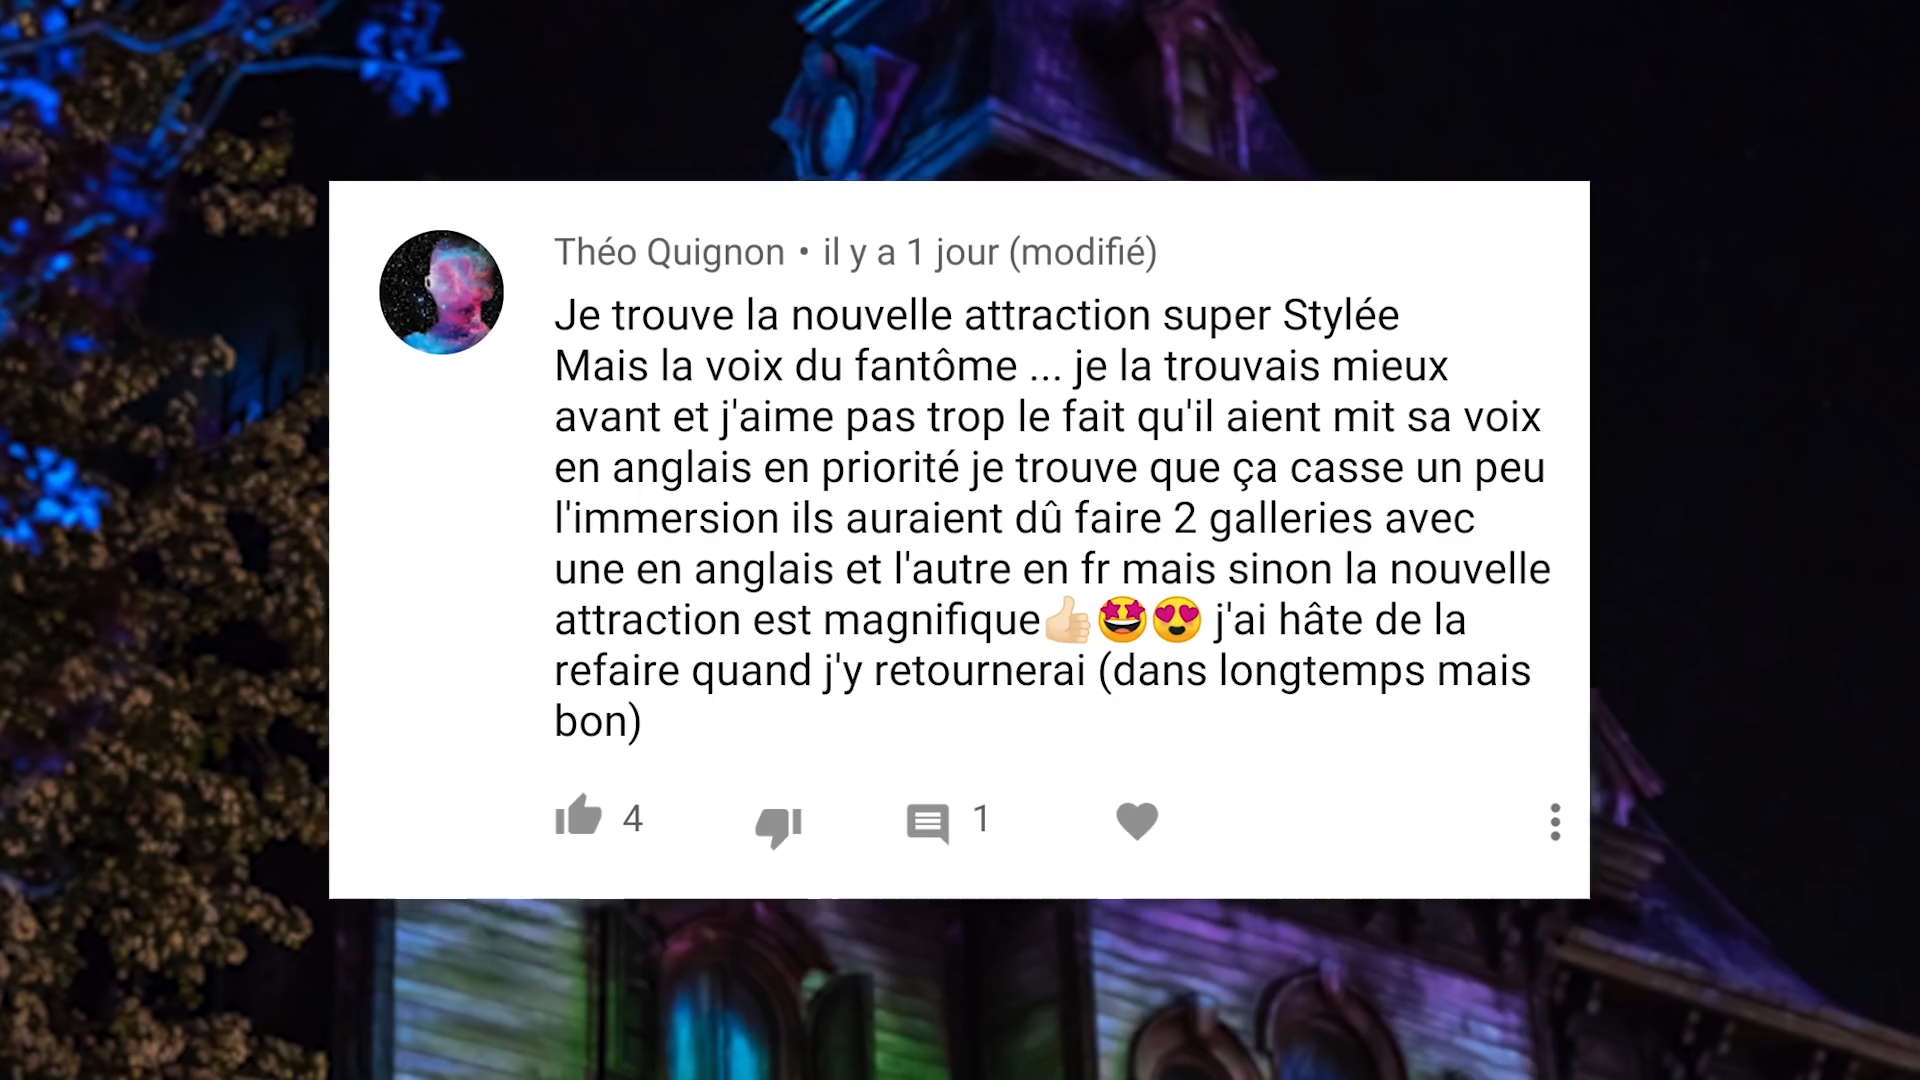 Théo Quignon • il y a 1 jour (modifié)
Je trouve la nouvelle attraction super Stylée
Mais la voix du fantôme ... je la trouvais mieux
avant et j'aime pas trop le fait qu'il aient mit sa voix
en anglais en priorité je trouve que ça casse un peu
l'immersion ils auraient dû faire 2 galleries avec
une en anglais et l'autre en fr mais sinon la nouvelle
attraction est magnifique👍🏻🤩😍 j'ai hâte de la
refaire quand j'y retournerai (dans longtemps mais
bon)
4 1